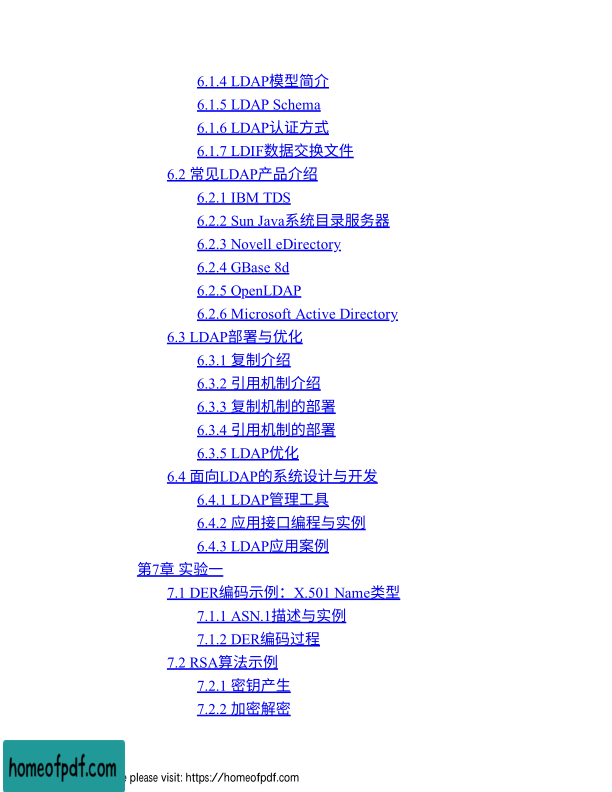 6.1.4 LDAP模型简介
6.1.5 LDAP Schema
6.1.6 LDAP认证方式
6.1.7 LDIF数据交换文件
6.2 常见LDAP产品介绍
6.2.1 IBM TDS
6.2.2 Sun Java系统目录服务器
6.2.3 Novell eDirectory
6.2.4 GBase 8d
6.2.5 OpenLDAP
6.2.6 Microsoft Active Directory
6.3 LDAP部署与优化
6.3.1 复制介绍
6.3.2 引用机制介绍
6.3.3 复制机制的部署
6.3.4 引用机制的部署
6.3.5 LDAP优化
6.4 面向LDAP的系统设计与开发
6.4.1 LDAP管理工具
6.4.2 应用接口编程与实例
6.4.3 LDAP应用案例
第7章 实验一
7.1 DER编码示例：X.501 Name类型
7.1.1 ASN.1描述与实例
7.1.2 DER编码过程
7.2 RSA算法示例
7.2.1 密钥产生
7.2.2 加密解密
homeofpdf.com
please visit: https://homeofpdf.com